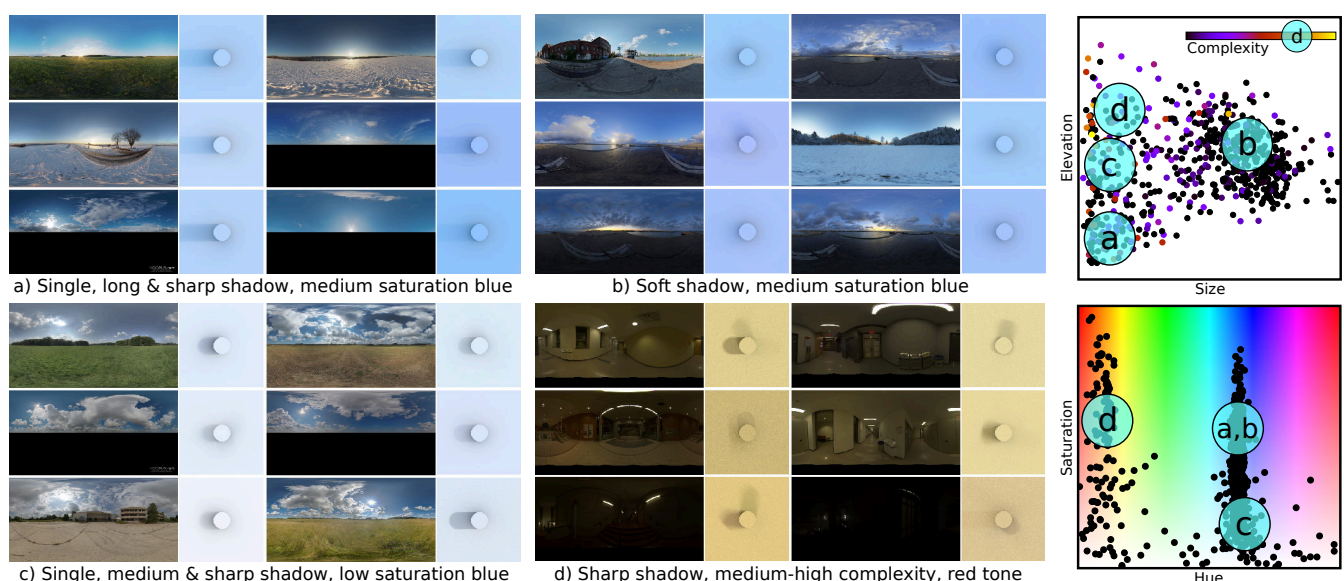 a) Single, long & sharp shadow, medium saturation blue
b) Soft shadow, medium saturation blue
c) Single, medium & sharp shadow, low saturation blue
d) Sharp shadow, medium-high complexity, red tone
Complexity
d
d
c
b
a
Elevation
Size
d
a,b
c
Saturation
Hue